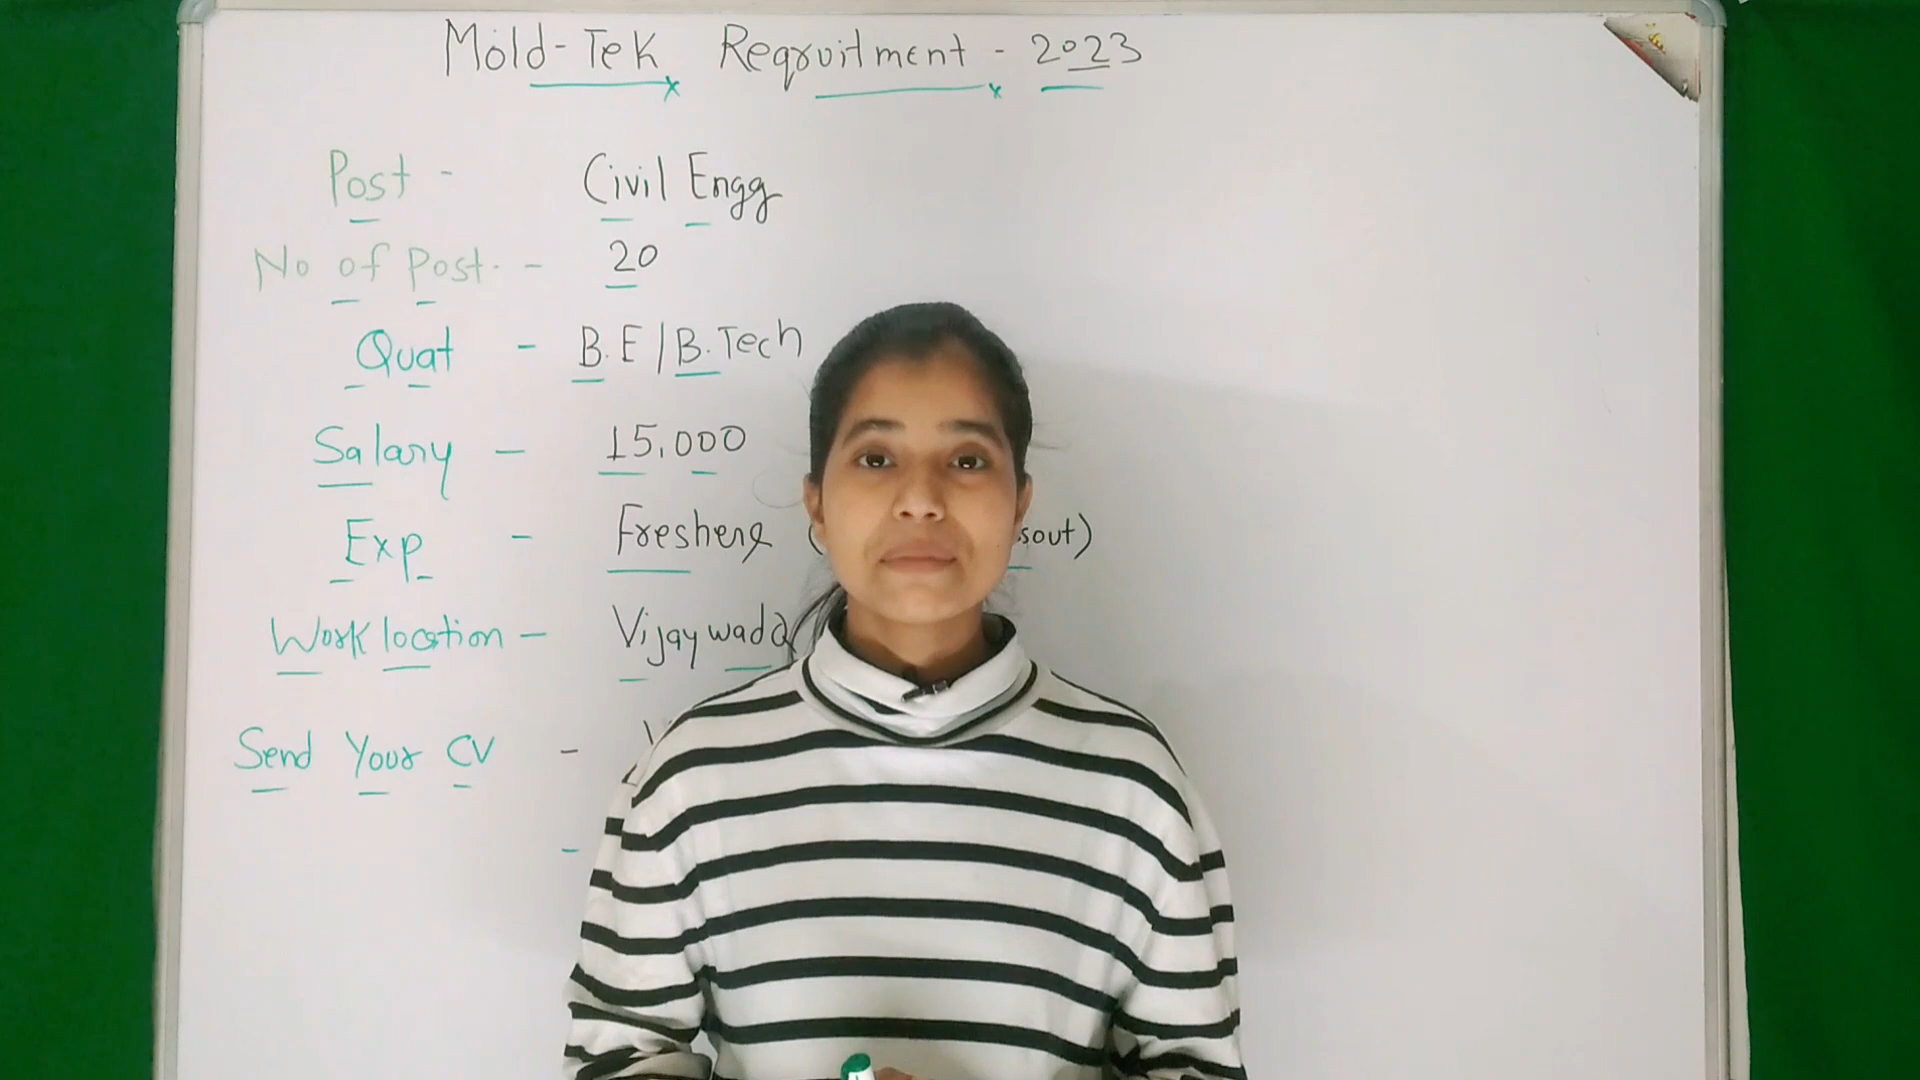 Mold-Tek Reqruitment - 2023
Post - Civil Engg
No of Post. - 20
Quat - B.E/B.Tech
Salary - 15,000
Exp - Freshers (
Work location - Vijaywada
Send Your CV -
-